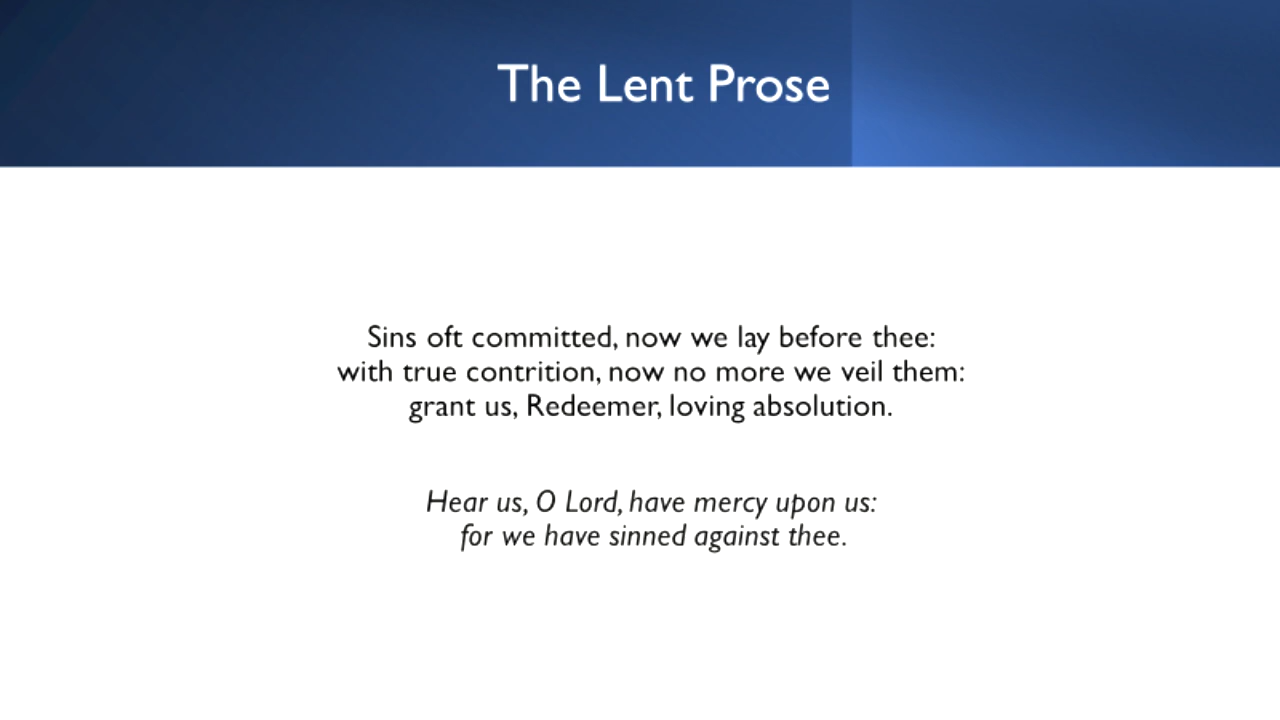 The Lent Prose
Sins oft committed, now we lay before thee:
with true contrition, now no more we veil them:
grant us, Redeemer, loving absolution.
Hear us, O Lord, have mercy upon us:
for we have sinned against thee.